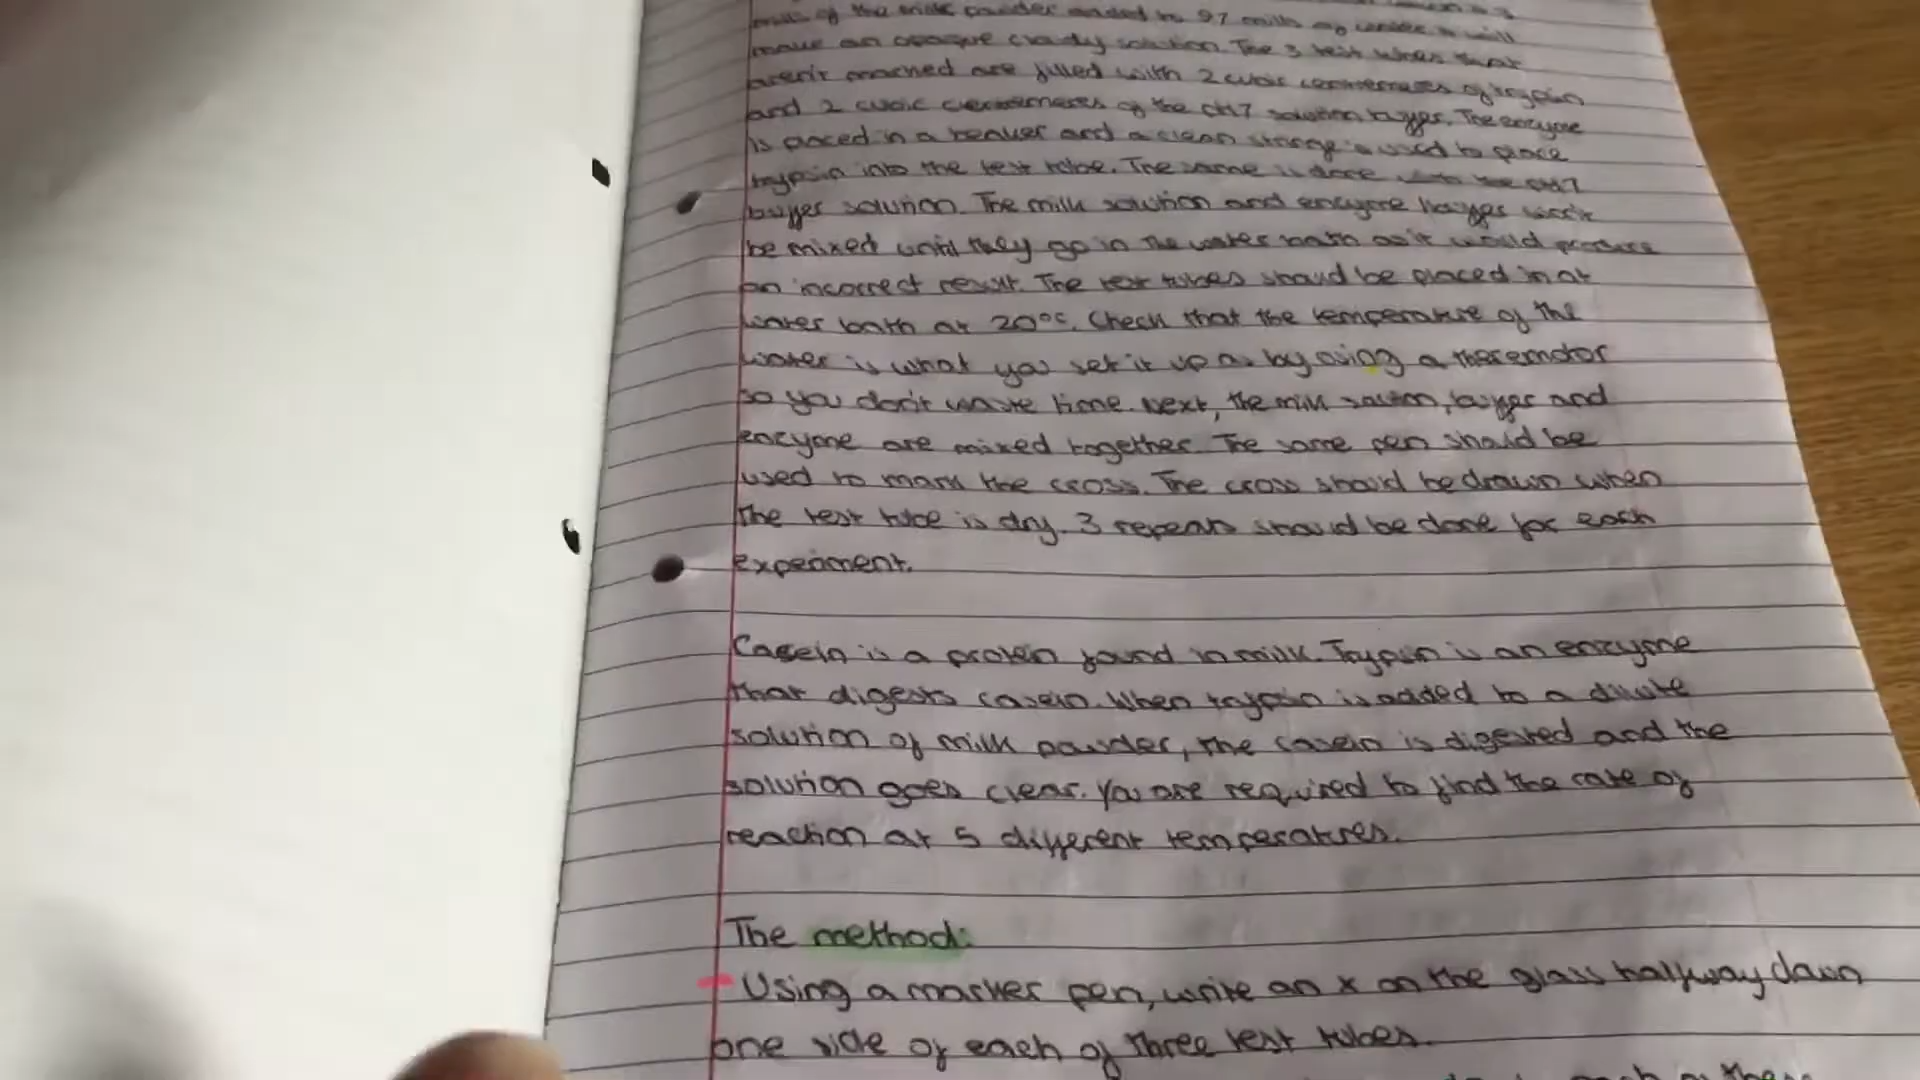 mills of the milk powder added to 97 mills of water it will
make an opaque cloudy solution. The 3 test tubes that
aren't marked are filled with 2 cubic centimetres of trypsin
and 2 cubic centimetres of the pH7 solution buffer. The enzyme
is placed in a beaker and a clean syringe is used to place
trypsin into the test tube. The same is done the pH7
buffer solution. The milk solution and enzyme buffer won't
be mixed until they go in the water bath as it would produce
an incorrect result. The test tubes should be placed in at
water bath at 20°C. Check that the temperature of the
water is what you set it up as by using a
so you don't waste time. Next, the milk solution, buffer and
enzyme are mixed together. The same pen should be
used to mark the cross. The cross should be drawn when
the test tube is dry. 3 repeats should be done for each
experiment.
Casein is a protein found in milk. Trypsin is an enzyme
that digests casein. When trypsin is added to a dilute
solution of milk powder, the casein is digested and the
solution goes clear. You are required to find the rate of
reaction at 5 different temperatures.
The method:
- Using a marker pen, write an x on the glass halfway down
one side of each of three test tubes.